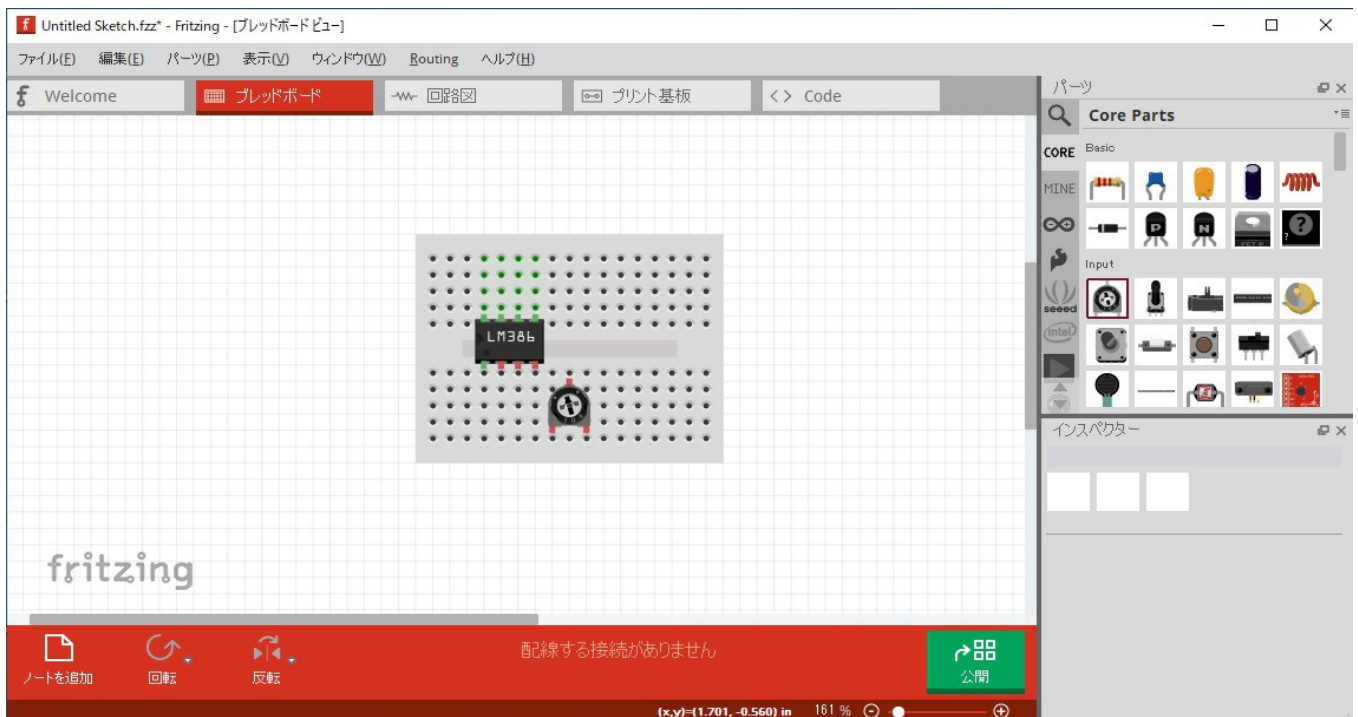 Untitled Sketch.fzz* - Fritzing - [ブレッドボード ビュー]
ファイル(F) 編集(E) パーツ(P) 表示(V) ウィンドウ(W) Routing ヘルプ(H)
Welcome ブレッドボード 回路図 プリント基板 <> Code
パーツ
Core Parts
CORE Basic
MINE
P N
FET ?
Input
seeed
intel
LM386
インスペクター
fritzing
配線する接続がありません
ノートを追加 回転 反転 公開
(x,y)=(1.701, -0.560) in 161 %